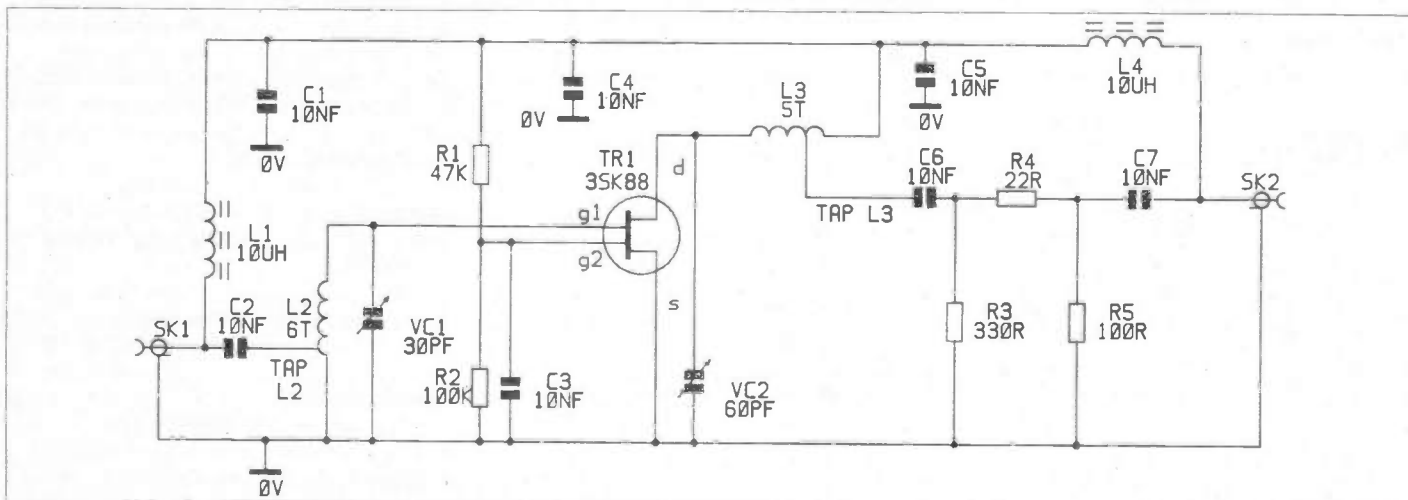 C1
10NF
0V
C4
10NF
0V
L3
5T
C5
10NF
0V
L4
10UH
R1
47K
TR1
3SK88
d
g1
g2
s
C6
10NF
R4
22R
C7
10NF
SK2
TAP L3
L1
10UH
SK1
C2
10NF
L2
6T
TAP
L2
VC1
30PF
R2
100K
C3
10NF
VC2
60PF
R3
330R
R5
100R
0V